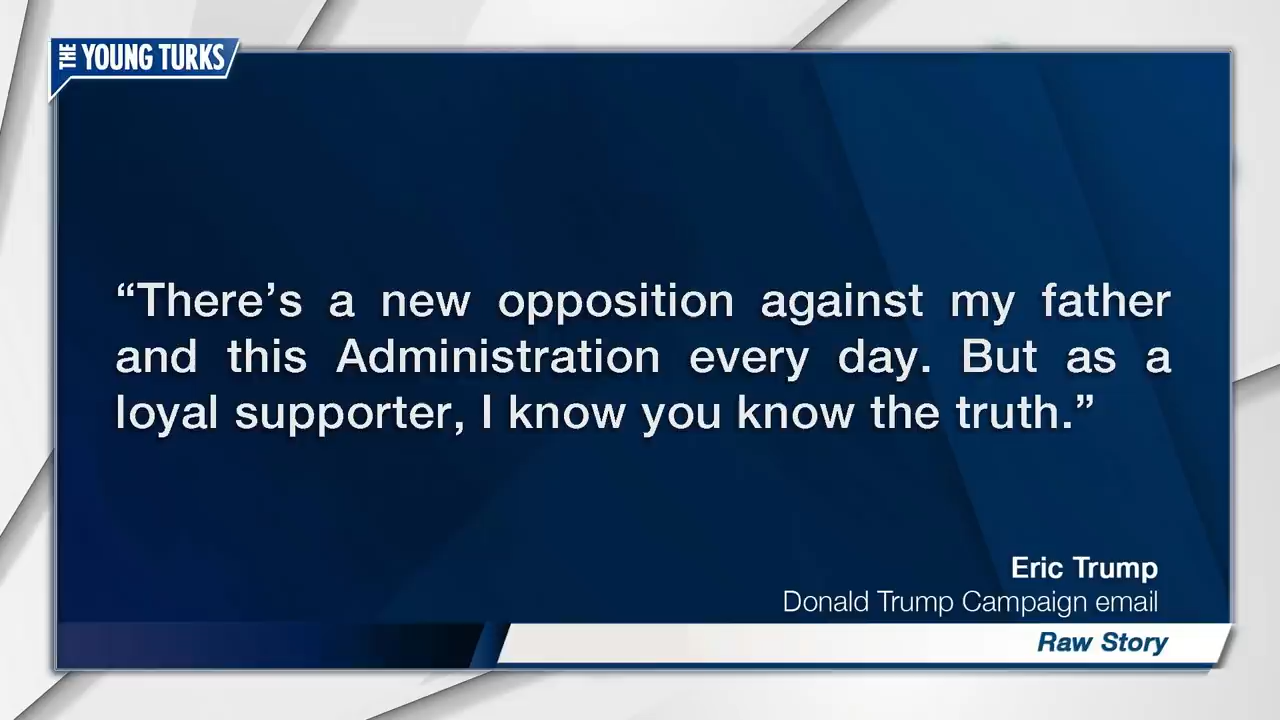 THE YOUNG TURKS
“There’s a new opposition against my father
and this Administration every day. But as a
loyal supporter, I know you know the truth.”
Eric Trump
Donald Trump Campaign email
Raw Story